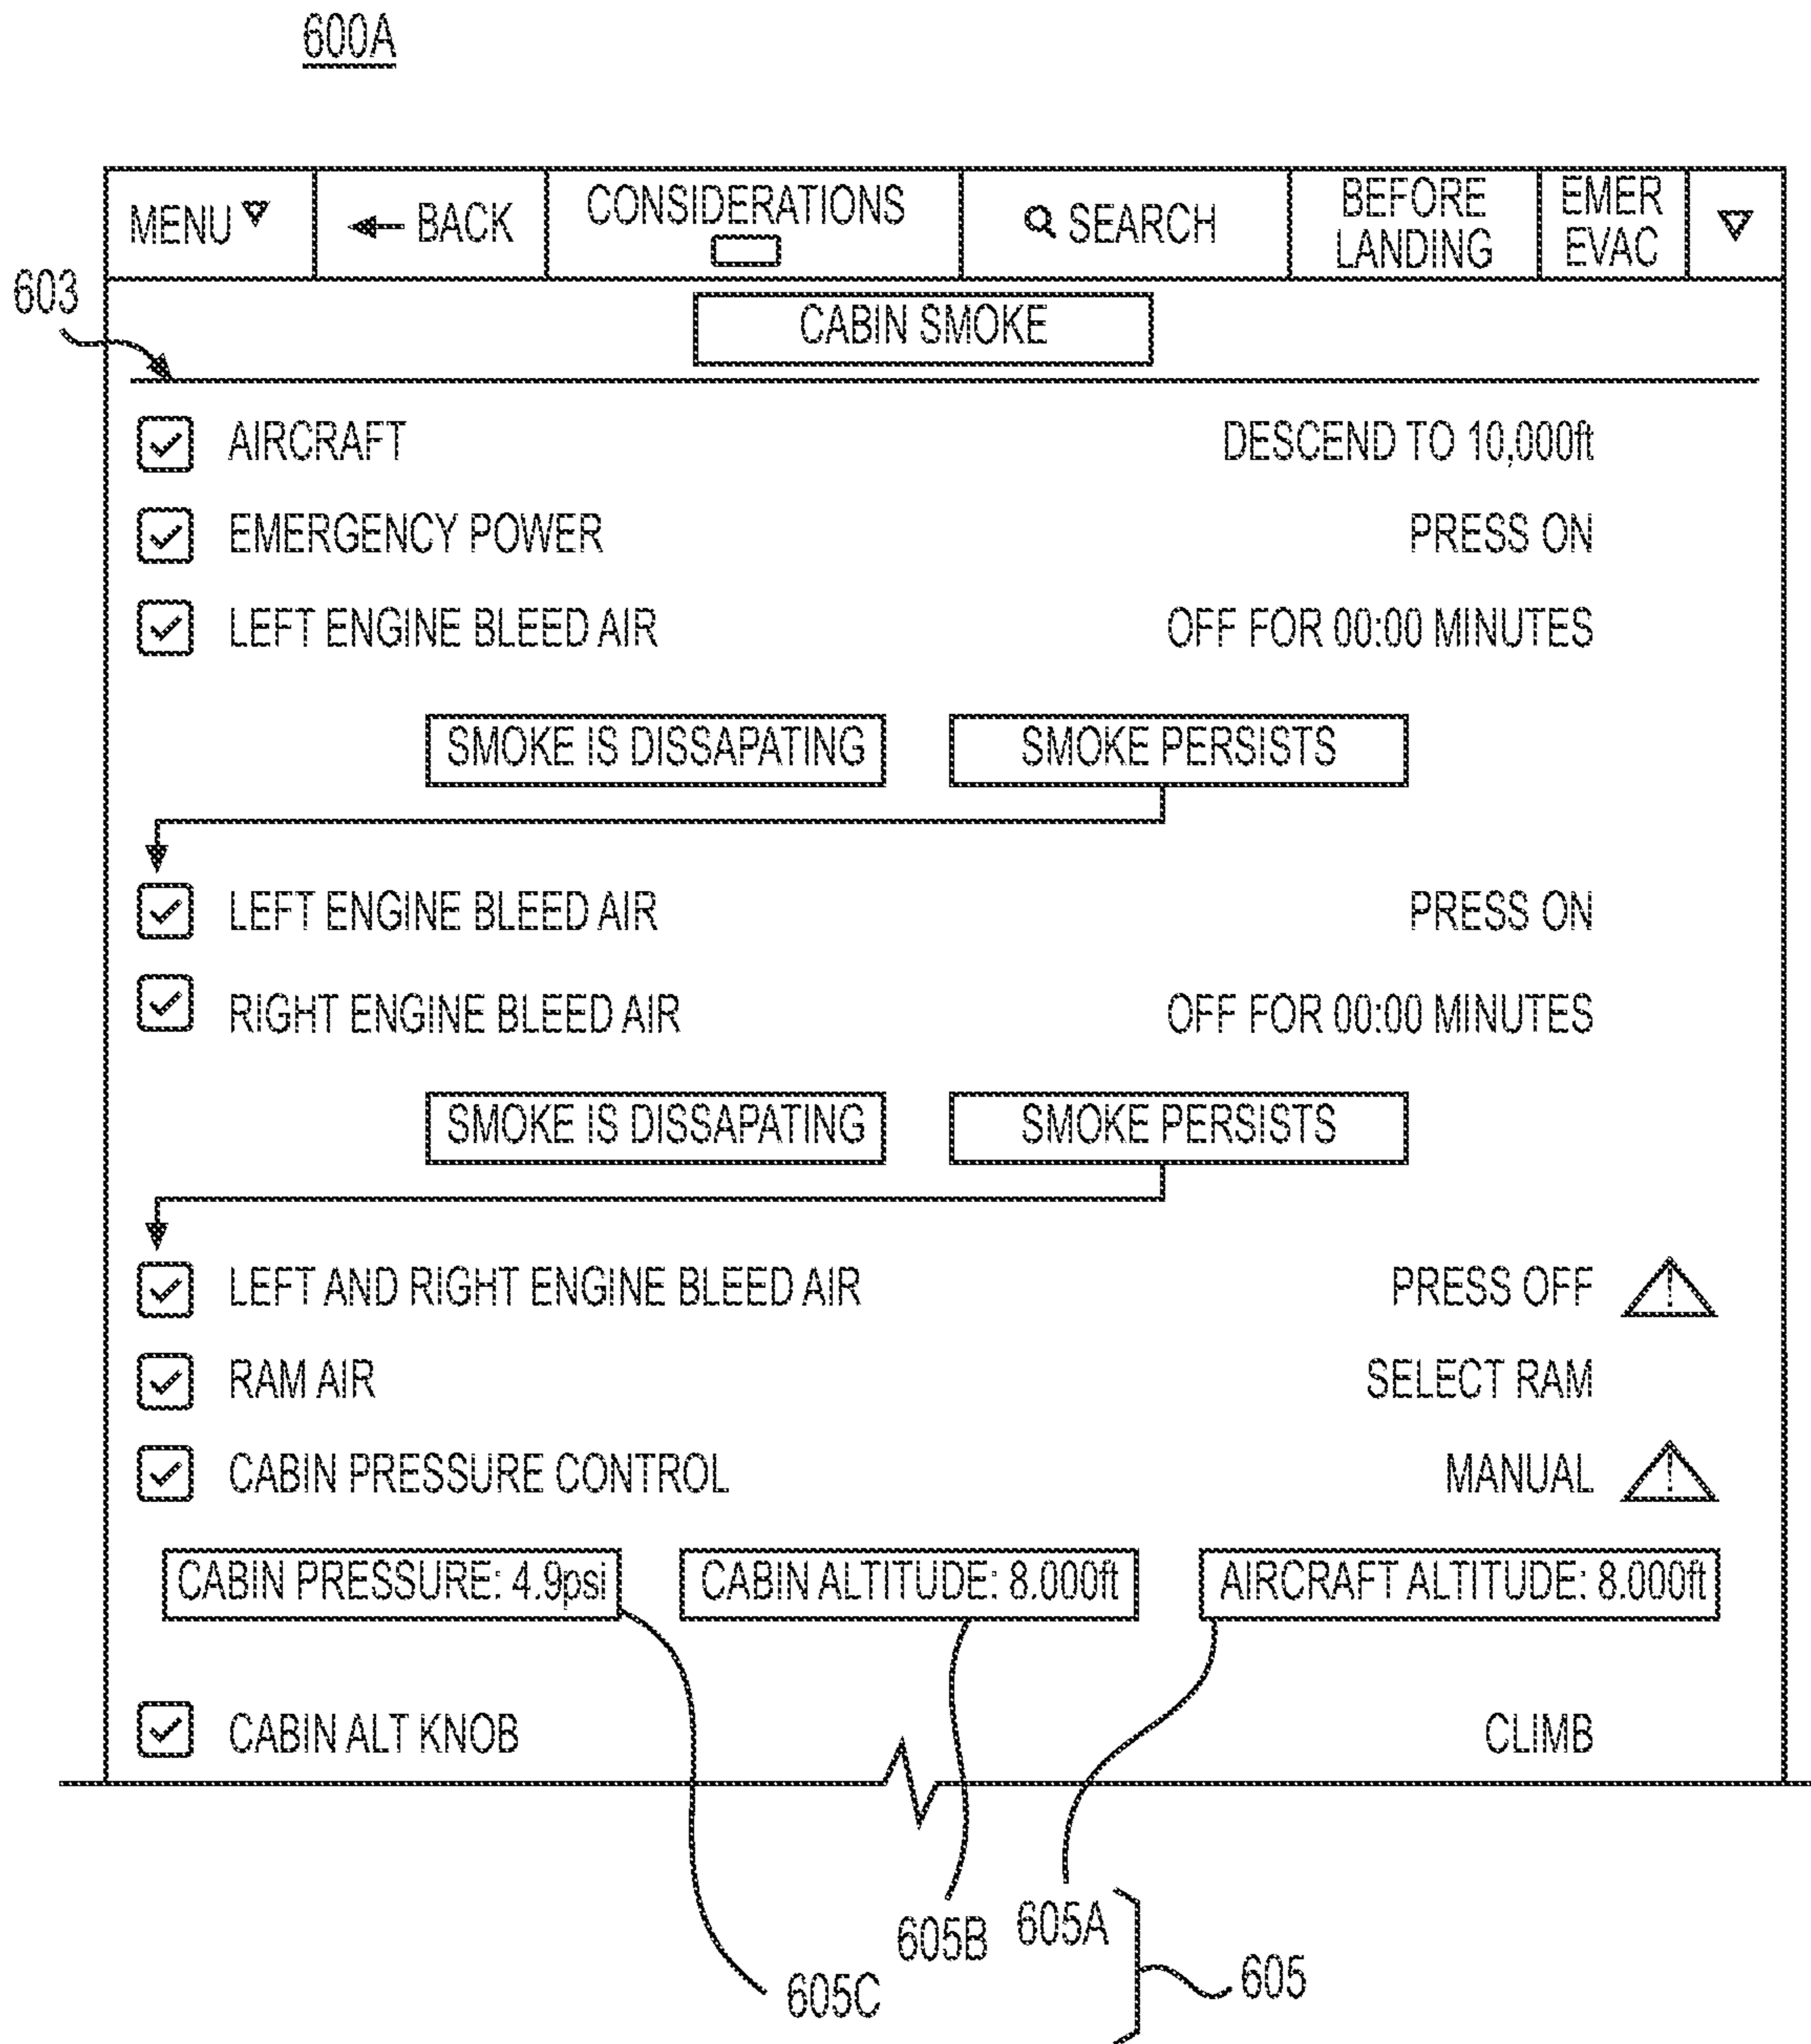 600A
MENU
BACK
CONSIDERATIONS
SEARCH
BEFORE
LANDING
EMER
EVAC
603
CABIN SMOKE
AIRCRAFT DESCEND TO 10,000ft
EMERGENCY POWER PRESS ON
LEFT ENGINE BLEED AIR OFF FOR 00:00 MINUTES
SMOKE IS DISSAPATING SMOKE PERSISTS
LEFT ENGINE BLEED AIR PRESS ON
RIGHT ENGINE BLEED AIR OFF FOR 00:00 MINUTES
SMOKE IS DISSAPATING SMOKE PERSISTS
LEFT AND RIGHT ENGINE BLEED AIR PRESS OFF !
RAM AIR SELECT RAM
CABIN PRESSURE CONTROL MANUAL !
CABIN PRESSURE: 4.9psi CABIN ALTITUDE: 8.000ft AIRCRAFT ALTITUDE: 8.000ft
CABIN ALT KNOB CLIMB
605B 605A
605C 605